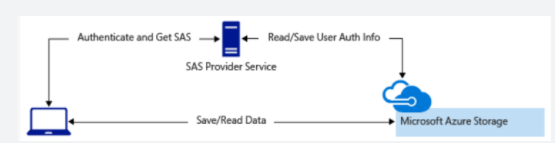 Authenticate and Get SAS
Read/Save User Auth Info
SAS Provider Service
Save/Read Data
Microsoft Azure Storage